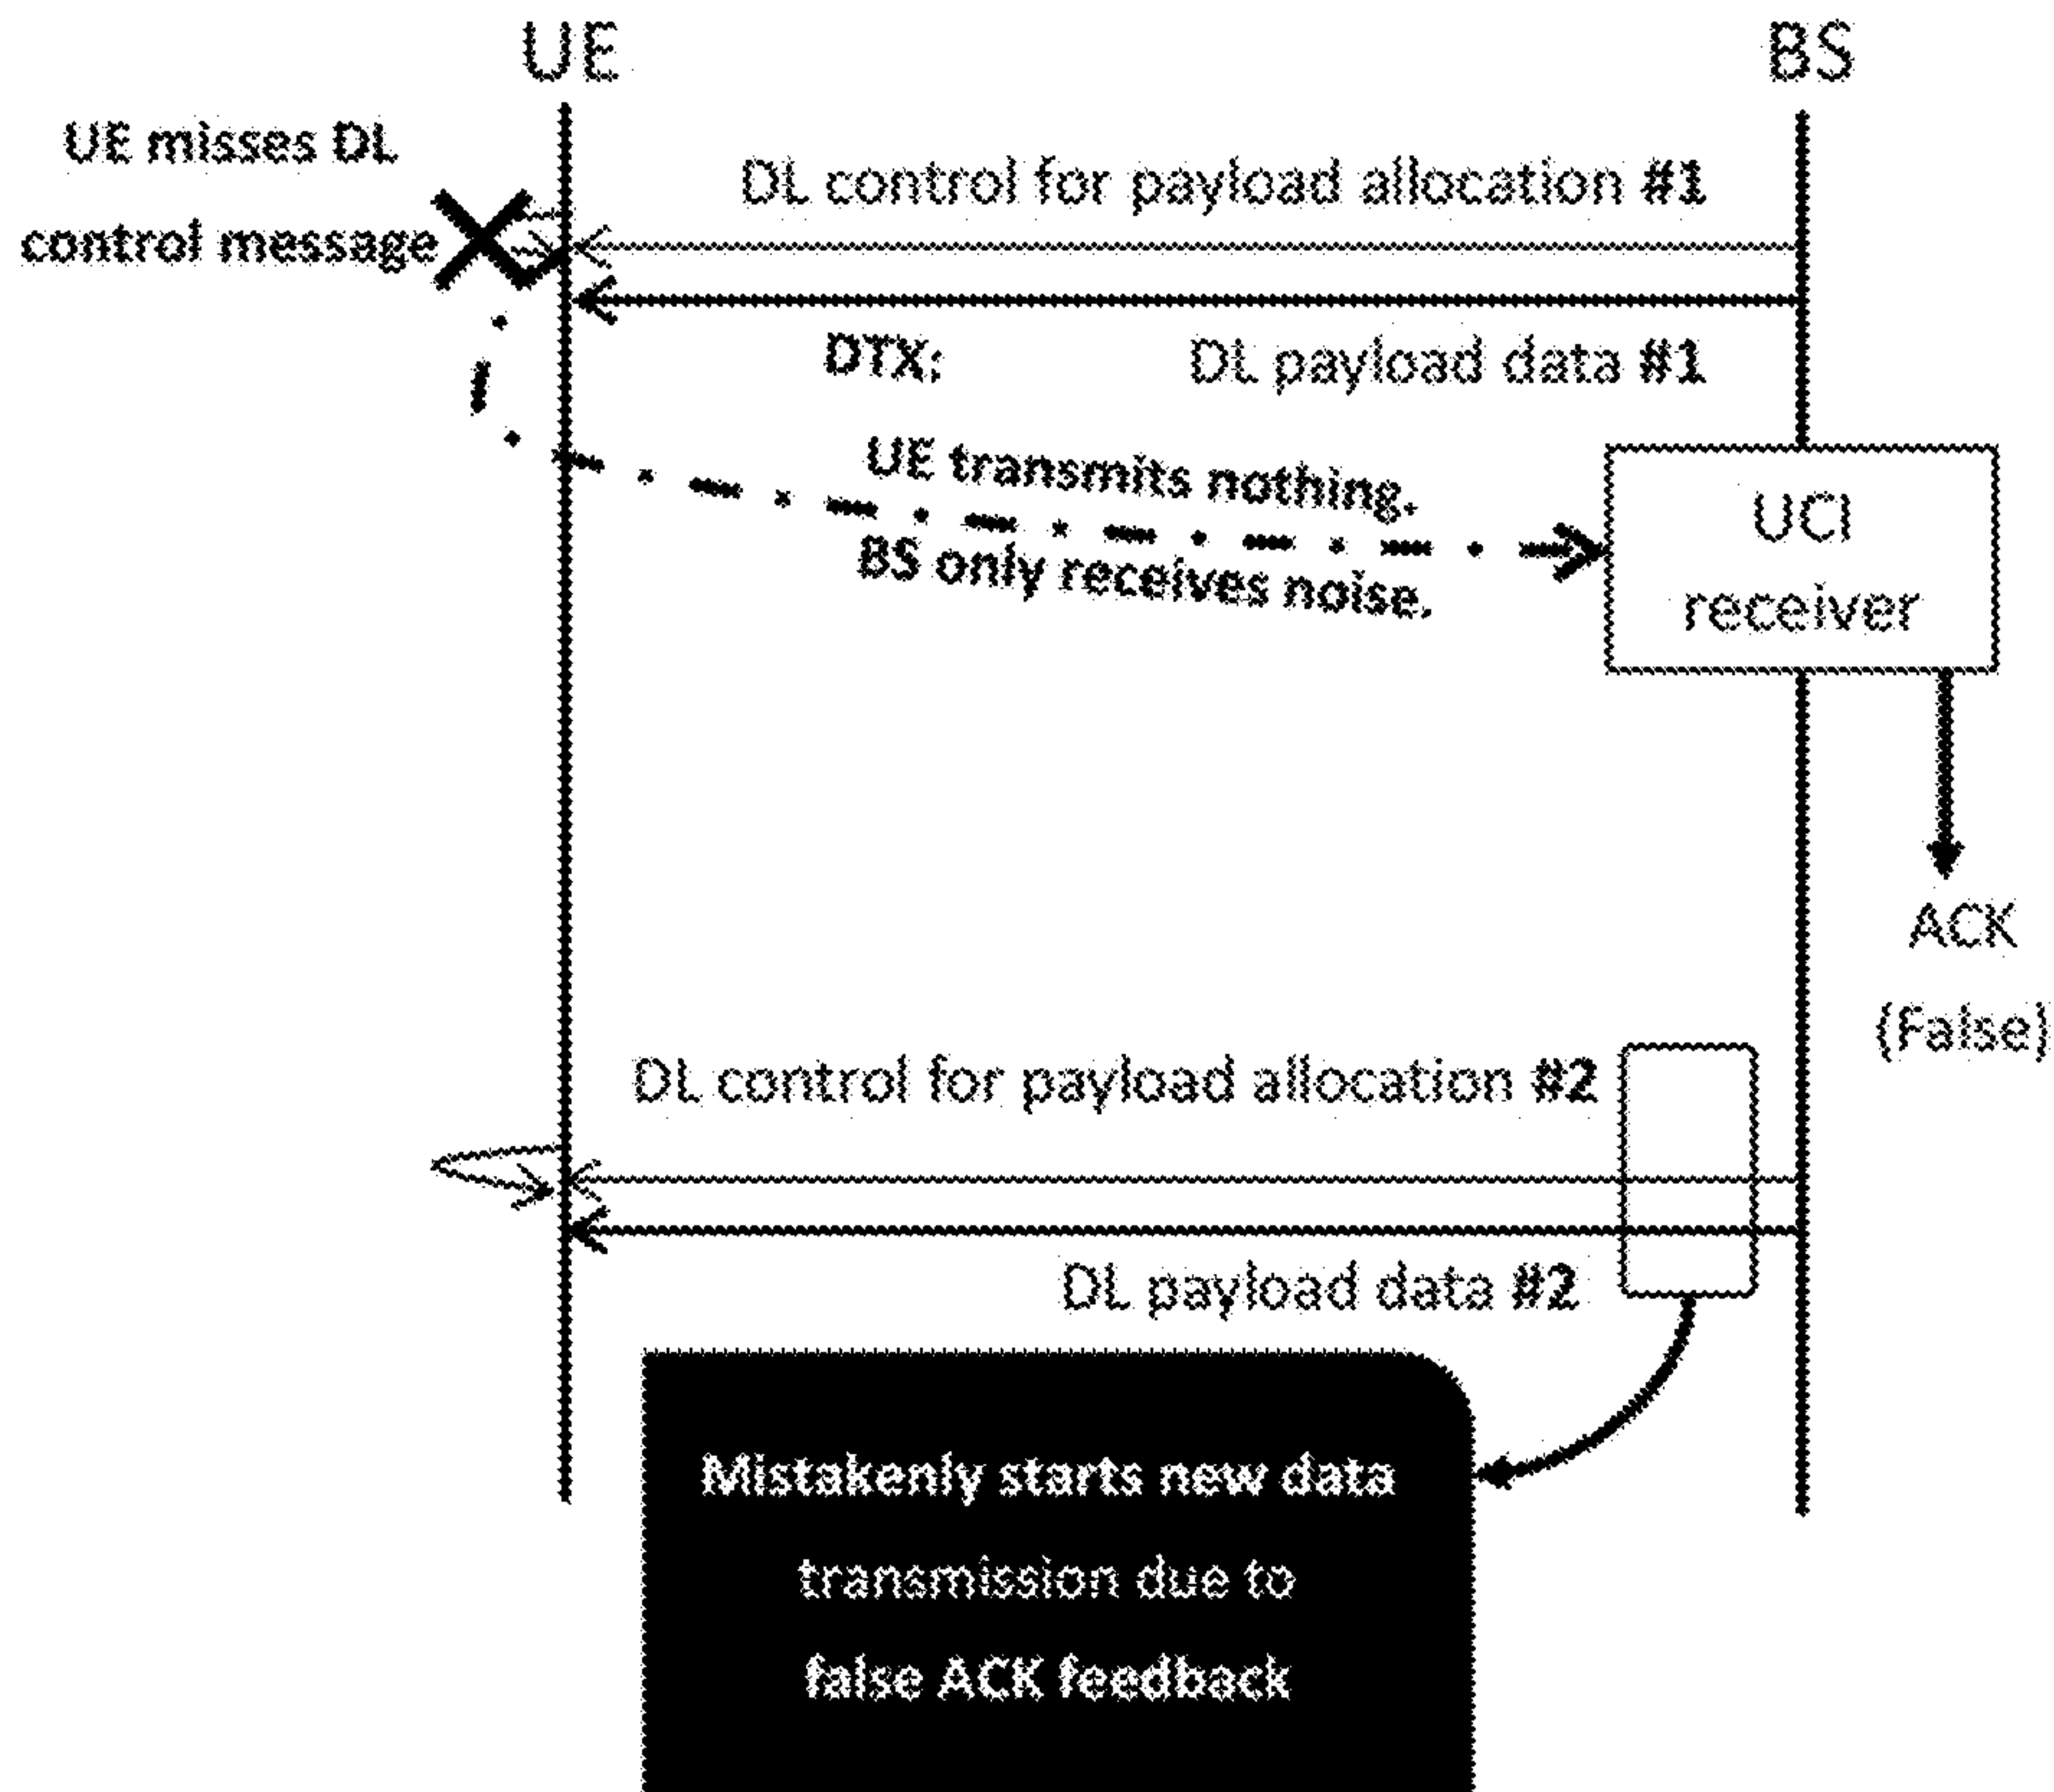 UE
BS
UE misses DL
control message
DL control for payload allocation #1
DTX:
DL payload data #1
UE transmits nothing.
BS only receives noise.
UCI
receiver
ACK
(False)
DL control for payload allocation #2
DL payload data #2
Mistakenly starts new data
transmission due to
false ACK feedback